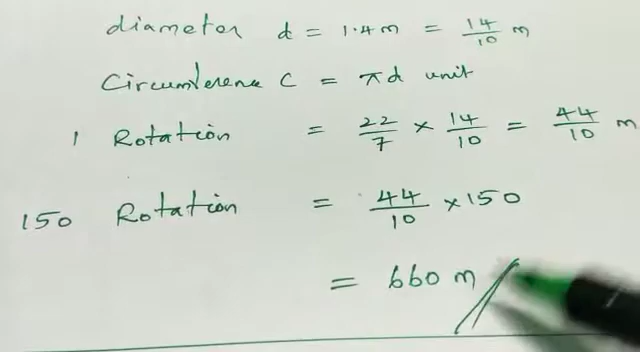 diameter d = 1.4 m = 14/10 m
Circumference C = πd unit
1 Rotation = 22/7 × 14/10 = 44/10 m
150 Rotation = 44/10 × 150
= 660 m